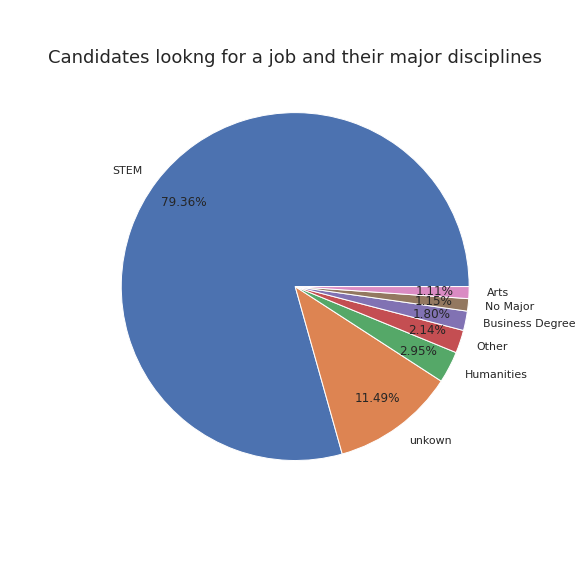 Candidates lookng for a job and their major disciplines
STEM
79.36%
1.11%
Arts
1.15%
No Major
1.80%
Business Degree
2.14%
Other
2.95%
Humanities
11.49%
unkown